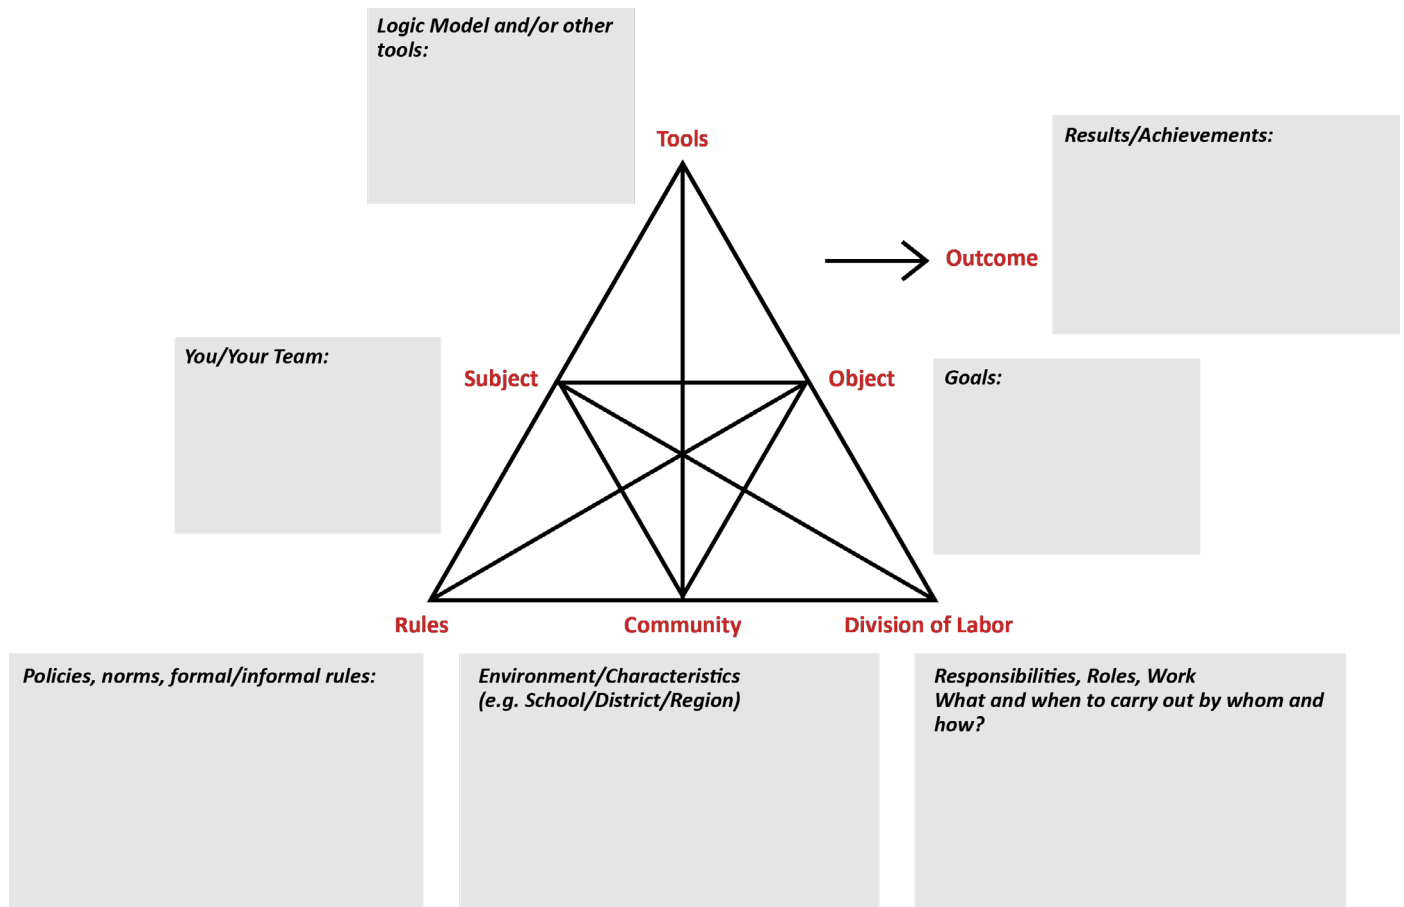 Logic Model and/or other
tools:
Tools
Results/Achievements:
Outcome
You/Your Team:
Subject
Object
Goals:
Rules
Community
Division of Labor
Policies, norms, formal/informal rules:
Environment/Characteristics
(e.g. School/District/Region)
Responsibilities, Roles, Work
What and when to carry out by whom and
how?